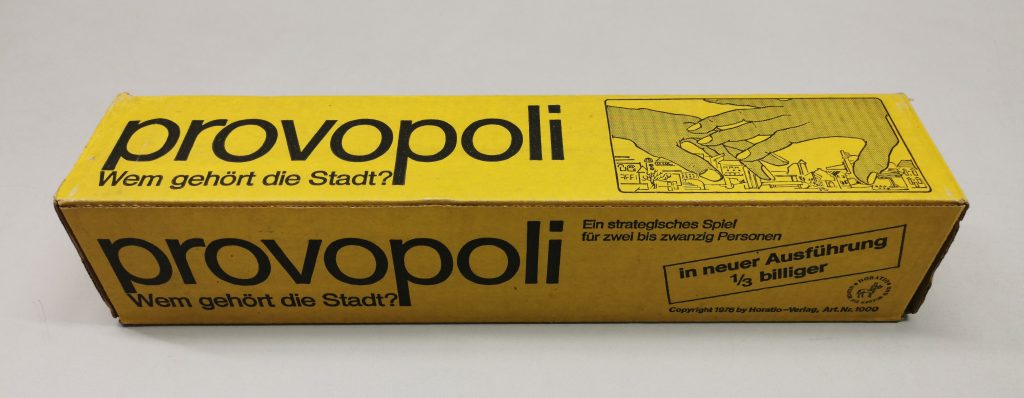 provopoli
Wem gehört die Stadt?
provopoli
Wem gehört die Stadt?
Ein strategisches Spiel
für zwei bis zwanzig Personen
in neuer Ausführung
1/3 billiger
Copyright 1976 by Horatio-Verlag, Art.Nr. 1000